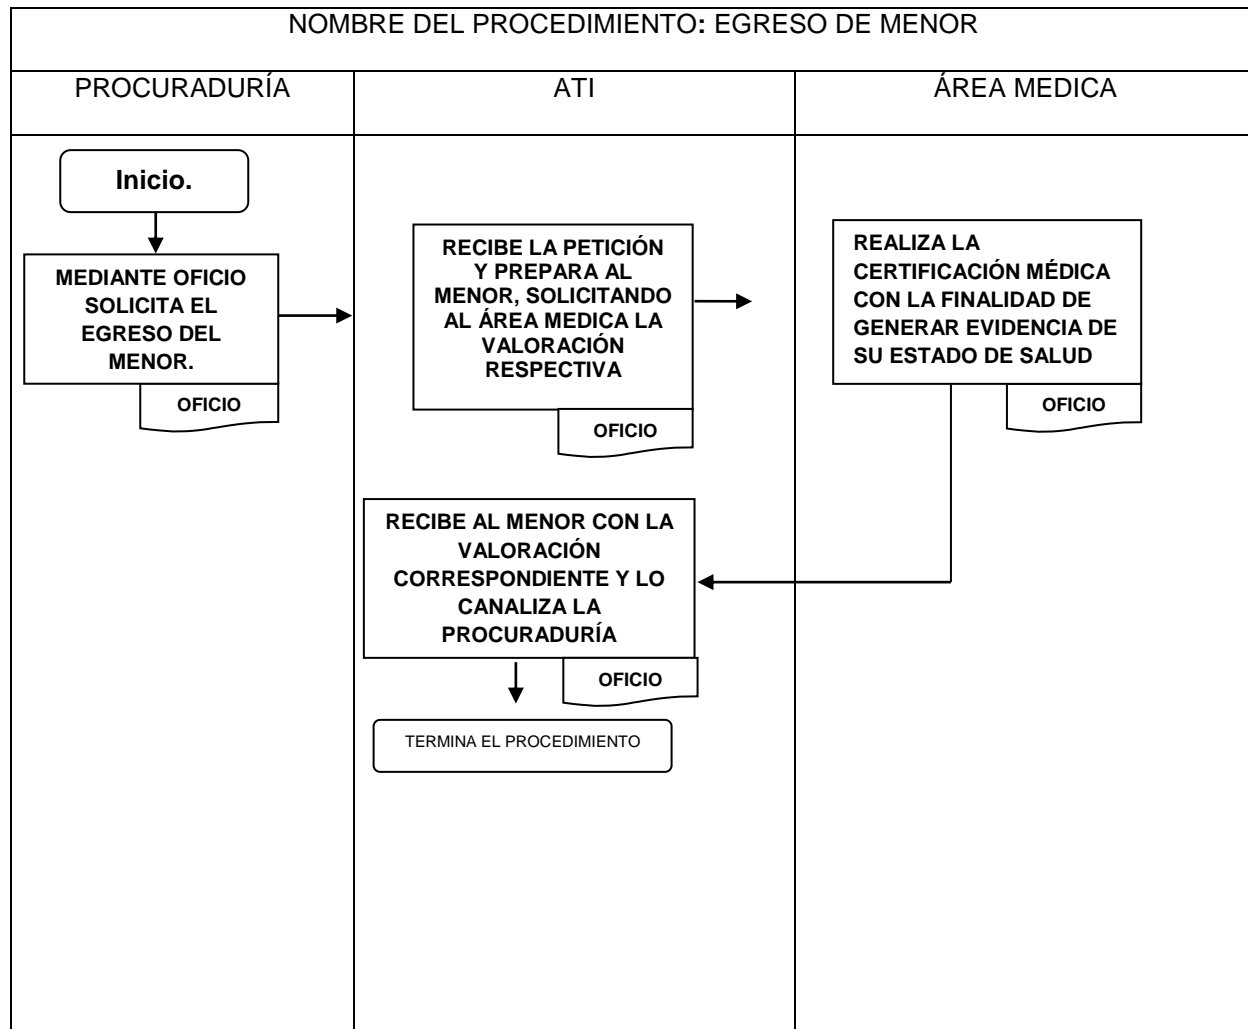 NOMBRE DEL PROCEDIMIENTO: EGRESO DE MENOR
PROCURADURÍA
ATI
ÁREA MEDICA
Inicio.
MEDIANTE OFICIO
SOLICITA EL
EGRESO DEL
MENOR.
OFICIO
RECIBE LA PETICIÓN
Y PREPARA AL
MENOR, SOLICITANDO
AL ÁREA MEDICA LA
VALORACIÓN
RESPECTIVA
OFICIO
REALIZA LA
CERTIFICACIÓN MÉDICA
CON LA FINALIDAD DE
GENERAR EVIDENCIA DE
SU ESTADO DE SALUD
OFICIO
RECIBE AL MENOR CON LA
VALORACIÓN
CORRESPONDIENTE Y LO
CANALIZA LA
PROCURADURÍA
OFICIO
TERMINA EL PROCEDIMIENTO